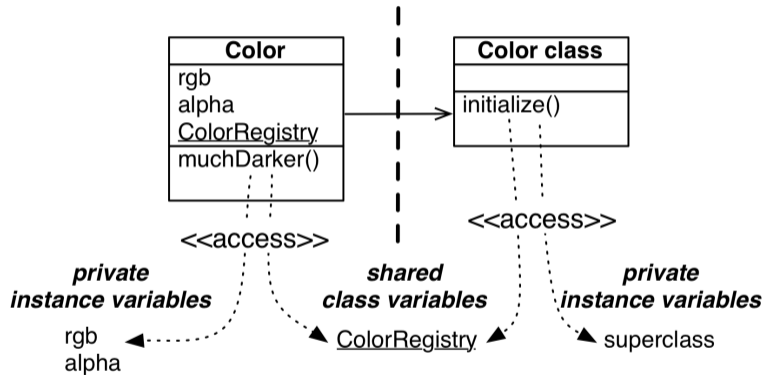 Color
rgb
alpha
ColorRegistry
muchDarker()
Color class
initialize()
<<access>>
<<access>>
private
instance variables
shared
class variables
private
instance variables
rgb
alpha
ColorRegistry
superclass